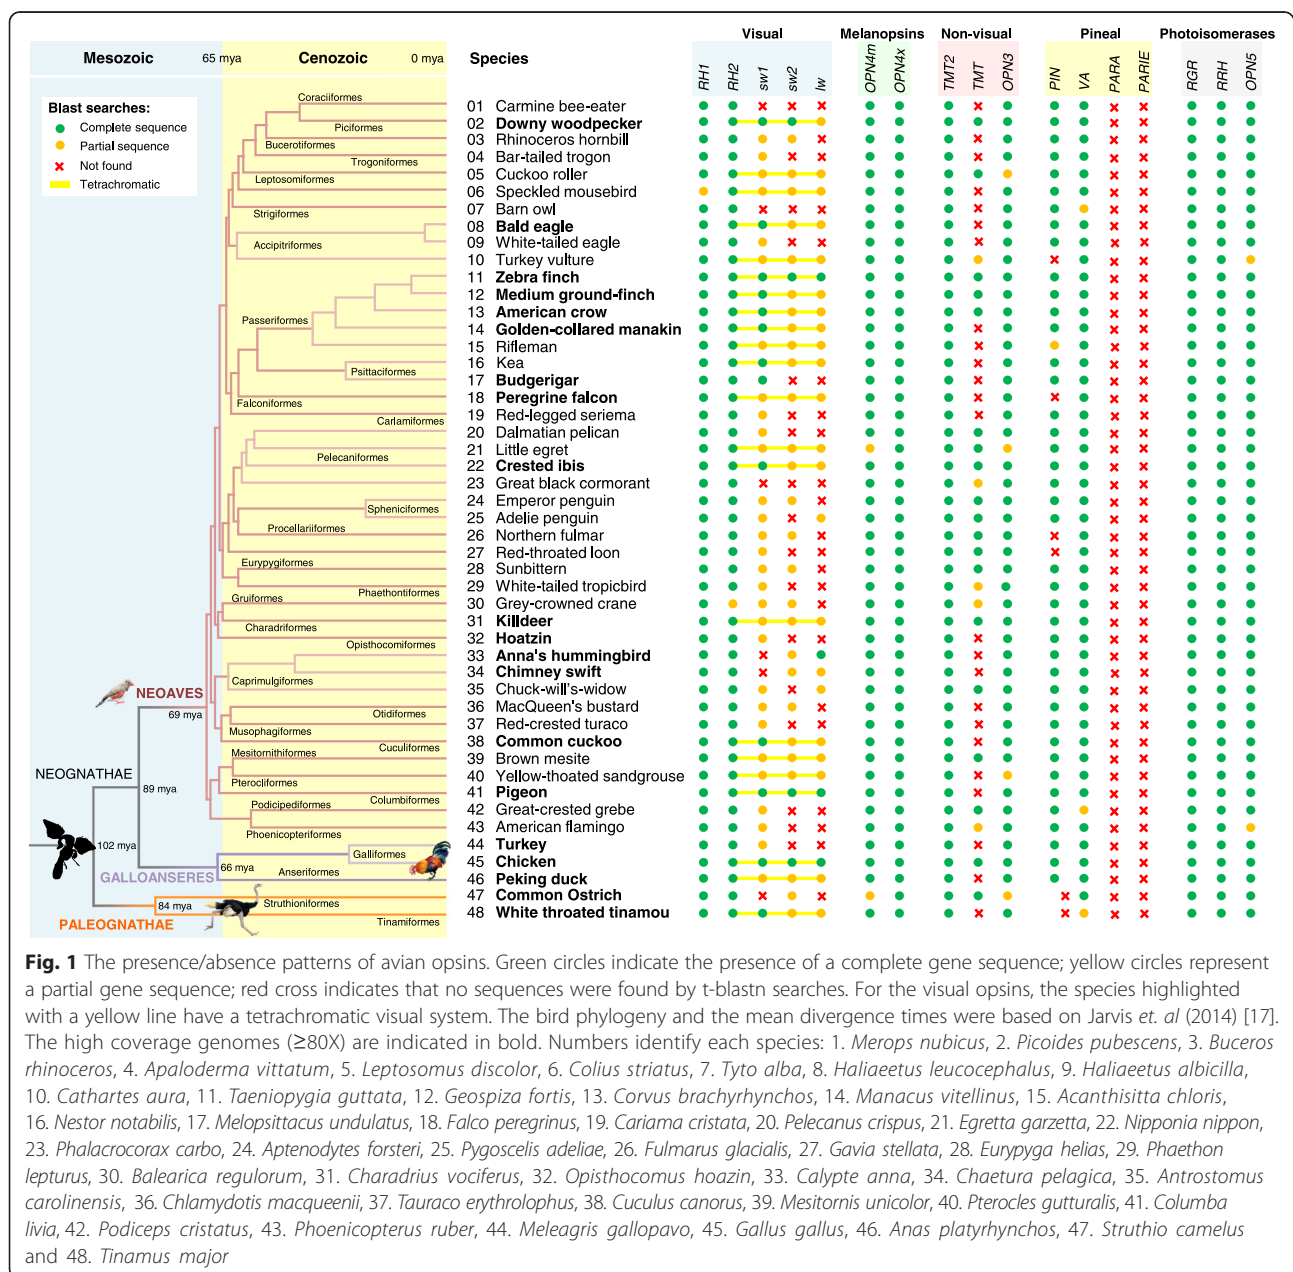 Visual Melanopsins Non-visual Pineal Photoisomerases
Mesozoic 65 mya Cenozoic 0 mya Species
RH1 RH2 sw1 sw2 lw OPN4m OPN4x TMT2 TMT OPN3 PIN VA PARA PARIE RGR RRH OPN5
Blast searches:
Complete sequence
Partial sequence
Not found
Tetrachromatic
Coraciiformes
Piciformes
Bucerotiformes
Trogoniformes
Leptosomiformes
Strigiformes
Accipitriformes
Passeriformes
Psittaciformes
Falconiformes
Carlamiformes
Pelecaniformes
Spheniciformes
Procellariiformes
Eurypygiformes
Phaethontiformes
Gruiformes
Charadriformes
Opisthocomiformes
Caprimulgiformes
Otidiformes
Musophagiformes
Cuculiformes
Mesitornithiformes
Pterocliformes
Columbiformes
Podicipediformes
Phoenicopteriformes
Galliformes
Anseriformes
Struthioniformes
Tinamiformes
NEOAVES
69 mya
NEOGNATHAE
89 mya
102 mya
66 mya
GALLOANSERES
84 mya
PALEOGNATHAE
01 Carmine bee-eater
02 Downy woodpecker
03 Rhinoceros hornbill
04 Bar-tailed trogon
05 Cuckoo roller
06 Speckled mousebird
07 Barn owl
08 Bald eagle
09 White-tailed eagle
10 Turkey vulture
11 Zebra finch
12 Medium ground-finch
13 American crow
14 Golden-collared manakin
15 Rifleman
16 Kea
17 Budgerigar
18 Peregrine falcon
19 Red-legged seriema
20 Dalmatian pelican
21 Little egret
22 Crested ibis
23 Great black cormorant
24 Emperor penguin
25 Adelie penguin
26 Northern fulmar
27 Red-throated loon
28 Sunbittern
29 White-tailed tropicbird
30 Grey-crowned crane
31 Killdeer
32 Hoatzin
33 Anna's hummingbird
34 Chimney swift
35 Chuck-will's-widow
36 MacQueen's bustard
37 Red-crested turaco
38 Common cuckoo
39 Brown mesite
40 Yellow-thoated sandgrouse
41 Pigeon
42 Great-crested grebe
43 American flamingo
44 Turkey
45 Chicken
46 Peking duck
47 Common Ostrich
48 White throated tinamou
Fig. 1 The presence/absence patterns of avian opsins. Green circles indicate the presence of a complete gene sequence; yellow circles represent
a partial gene sequence; red cross indicates that no sequences were found by t-blastn searches. For the visual opsins, the species highlighted
with a yellow line have a tetrachromatic visual system. The bird phylogeny and the mean divergence times were based on Jarvis et. al (2014) [17].
The high coverage genomes (≥80X) are indicated in bold. Numbers identify each species: 1. Merops nubicus, 2. Picoides pubescens, 3. Buceros
rhinoceros, 4. Apaloderma vittatum, 5. Leptosomus discolor, 6. Colius striatus, 7. Tyto alba, 8. Haliaeetus leucocephalus, 9. Haliaeetus albicilla,
10. Cathartes aura, 11. Taeniopygia guttata, 12. Geospiza fortis, 13. Corvus brachyrhynchos, 14. Manacus vitellinus, 15. Acanthisitta chloris,
16. Nestor notabilis, 17. Melopsittacus undulatus, 18. Falco peregrinus, 19. Cariama cristata, 20. Pelecanus crispus, 21. Egretta garzetta, 22. Nipponia nippon,
23. Phalacrocorax carbo, 24. Aptenodytes forsteri, 25. Pygoscelis adeliae, 26. Fulmarus glacialis, 27. Gavia stellata, 28. Eurypyga helias, 29. Phaethon
lepturus, 30. Balearica regulorum, 31. Charadrius vociferus, 32. Opisthocomus hoazin, 33. Calypte anna, 34. Chaetura pelagica, 35. Antrostomus
carolinensis, 36. Chlamydotis macqueenii, 37. Tauraco erythrolophus, 38. Cuculus canorus, 39. Mesitornis unicolor, 40. Pterocles gutturalis, 41. Columba
livia, 42. Podiceps cristatus, 43. Phoenicopterus ruber, 44. Meleagris gallopavo, 45. Gallus gallus, 46. Anas platyrhynchos, 47. Struthio camelus
and 48. Tinamus major